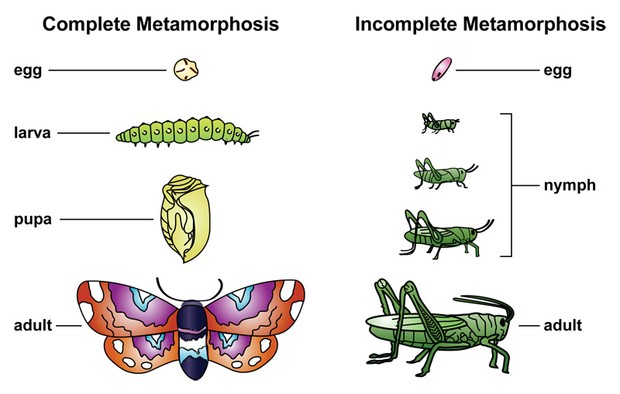 Complete Metamorphosis
egg
larva
pupa
adult
Incomplete Metamorphosis
egg
nymph
adult